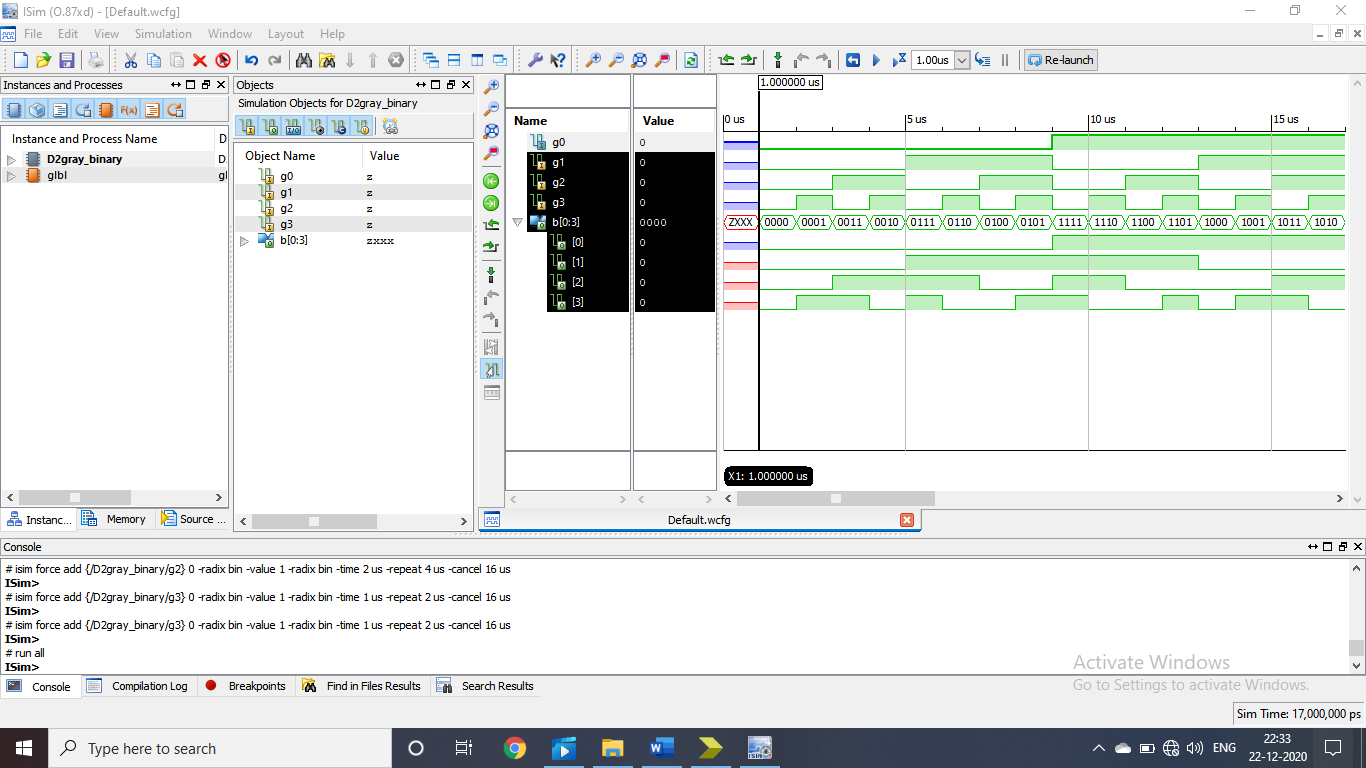 ISim (O.87xd) - [Default.wcfg]
File Edit View Simulation Window Layout Help
1.00us Re-launch
Instances and Processes
Instance and Process Name D
D2gray_binary D.
glbl gl
Instanc... Memory Source ...
Objects
Simulation Objects for D2gray_binary
Object Name Value
g0 z
g1 z
g2 z
g3 z
b[0:3] zxxx
Name Value
g0 0
g1 0
g2 0
g3 0
b[0:3] 0000
[0] 0
[1] 0
[2] 0
[3] 0
1.000000 us
0 us 5 us 10 us 15 us
ZXXX 0000 0001 0011 0010 0111 0110 0100 0101 1111 1110 1100 1101 1000 1001 1011 1010
X1: 1.000000 us
Default.wcfg
Console
# isim force add {/D2gray_binary/g2} 0 -radix bin -value 1 -radix bin -time 2 us -repeat 4 us -cancel 16 us
ISim>
# isim force add {/D2gray_binary/g3} 0 -radix bin -value 1 -radix bin -time 1 us -repeat 2 us -cancel 16 us
ISim>
# isim force add {/D2gray_binary/g3} 0 -radix bin -value 1 -radix bin -time 1 us -repeat 2 us -cancel 16 us
ISim>
# run all
ISim>
Console Compilation Log Breakpoints Find in Files Results Search Results
Activate Windows
Go to Settings to activate Windows.
Sim Time: 17,000,000 ps
Type here to search
ENG
22:33
22-12-2020